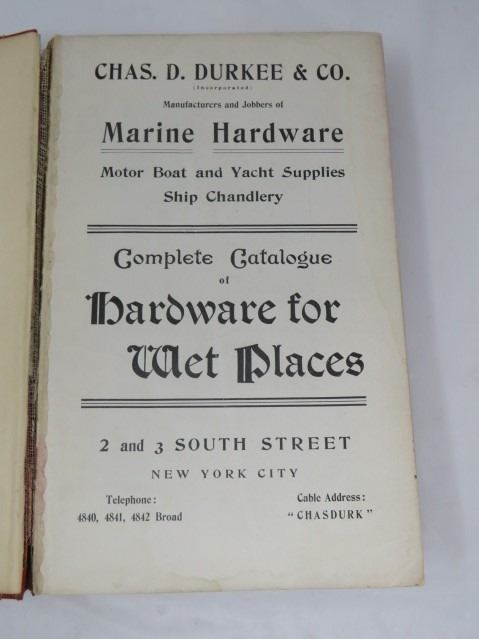 CHAS. D. DURKEE & CO.
(Incorporated)
Manufacturers and Jobbers of
Marine Hardware
Motor Boat and Yacht Supplies
Ship Chandlery
Complete Catalogue
of
Hardware for
Wet Places
2 and 3 SOUTH STREET
NEW YORK CITY
Telephone:
4840, 4841, 4842 Broad
Cable Address:
"CHASDURK"